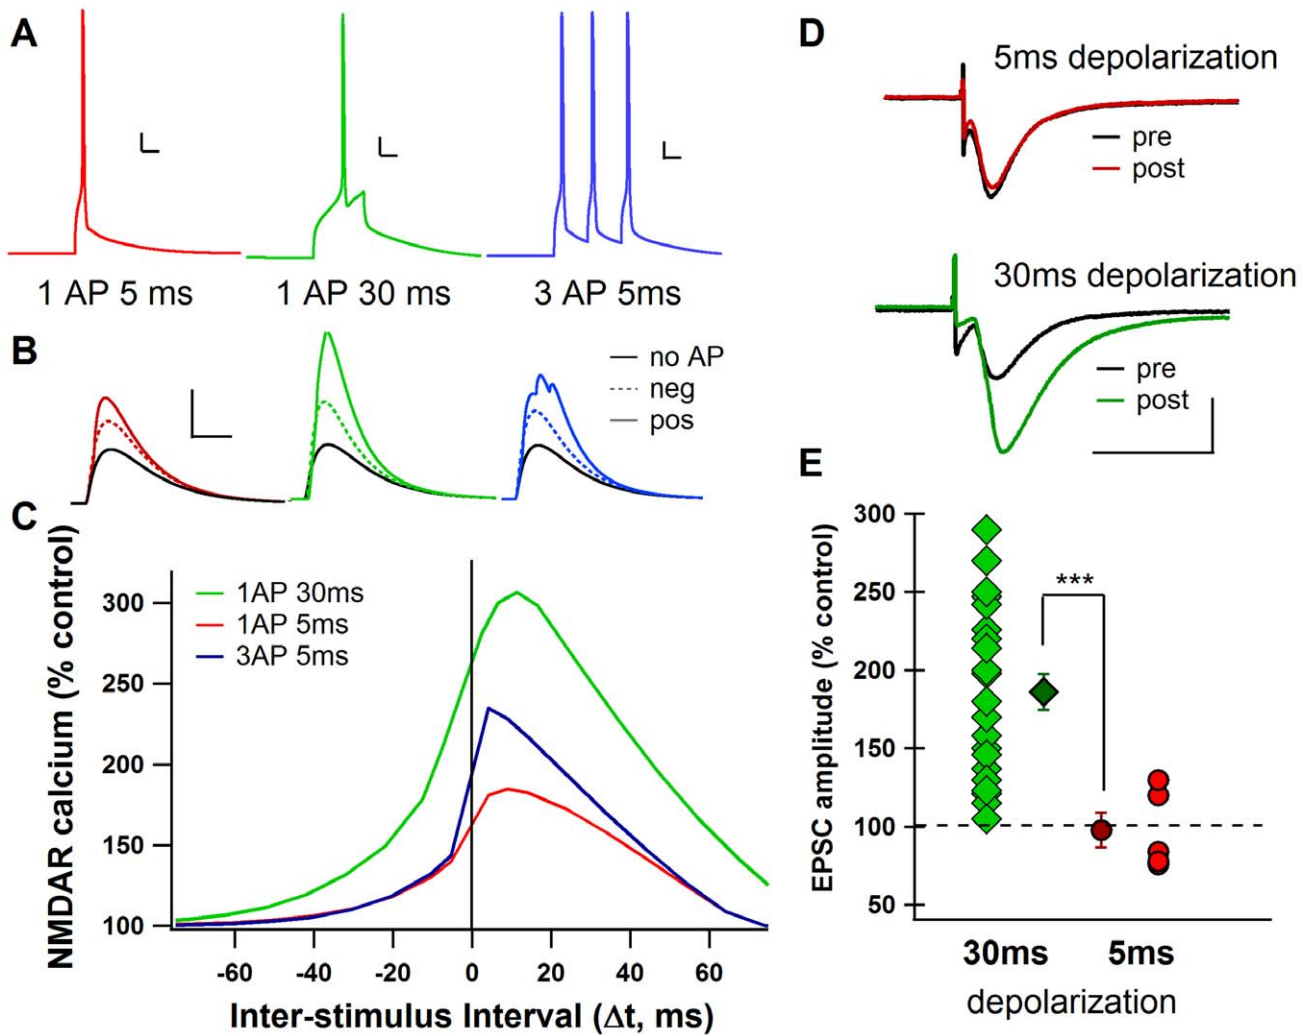 A
1 AP 5 ms
1 AP 30 ms
3 AP 5ms
B
no AP
neg
pos
C
NMDAR calcium (% control)
300
250
200
150
100
1AP 30ms
1AP 5ms
3AP 5ms
-60
-40
-20
0
20
40
60
Inter-stimulus Interval (Δt, ms)
D
5ms depolarization
pre
post
30ms depolarization
pre
post
E
EPSC amplitude (% control)
300
250
200
150
100
50
***
30ms
5ms
depolarization